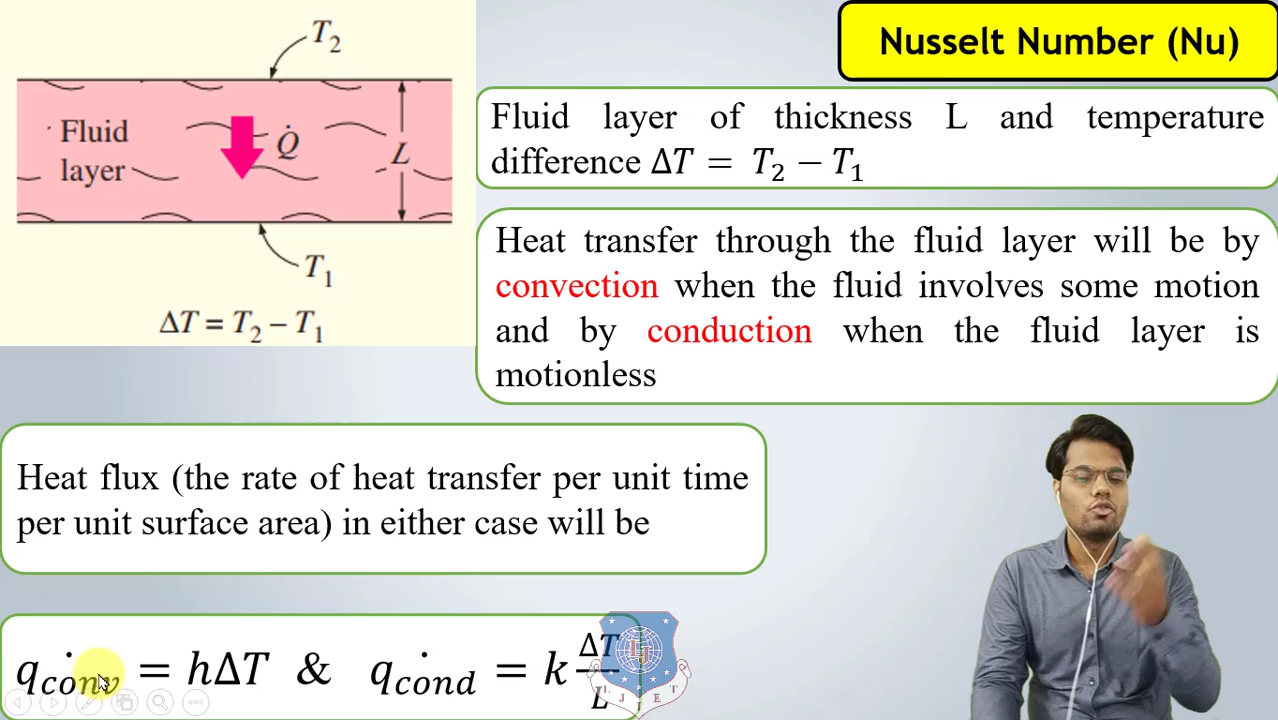 Nusselt Number (Nu)
T₂
Fluid
layer
Q̇
L
T₁
ΔT = T₂ − T₁
Fluid layer of thickness L and temperature
difference ΔT = T₂ − T₁
Heat transfer through the fluid layer will be by
convection when the fluid involves some motion
and by conduction when the fluid layer is
motionless
Heat flux (the rate of heat transfer per unit time
per unit surface area) in either case will be
q̇_conv = hΔT & q̇_cond = k ΔT/L
L J I E T